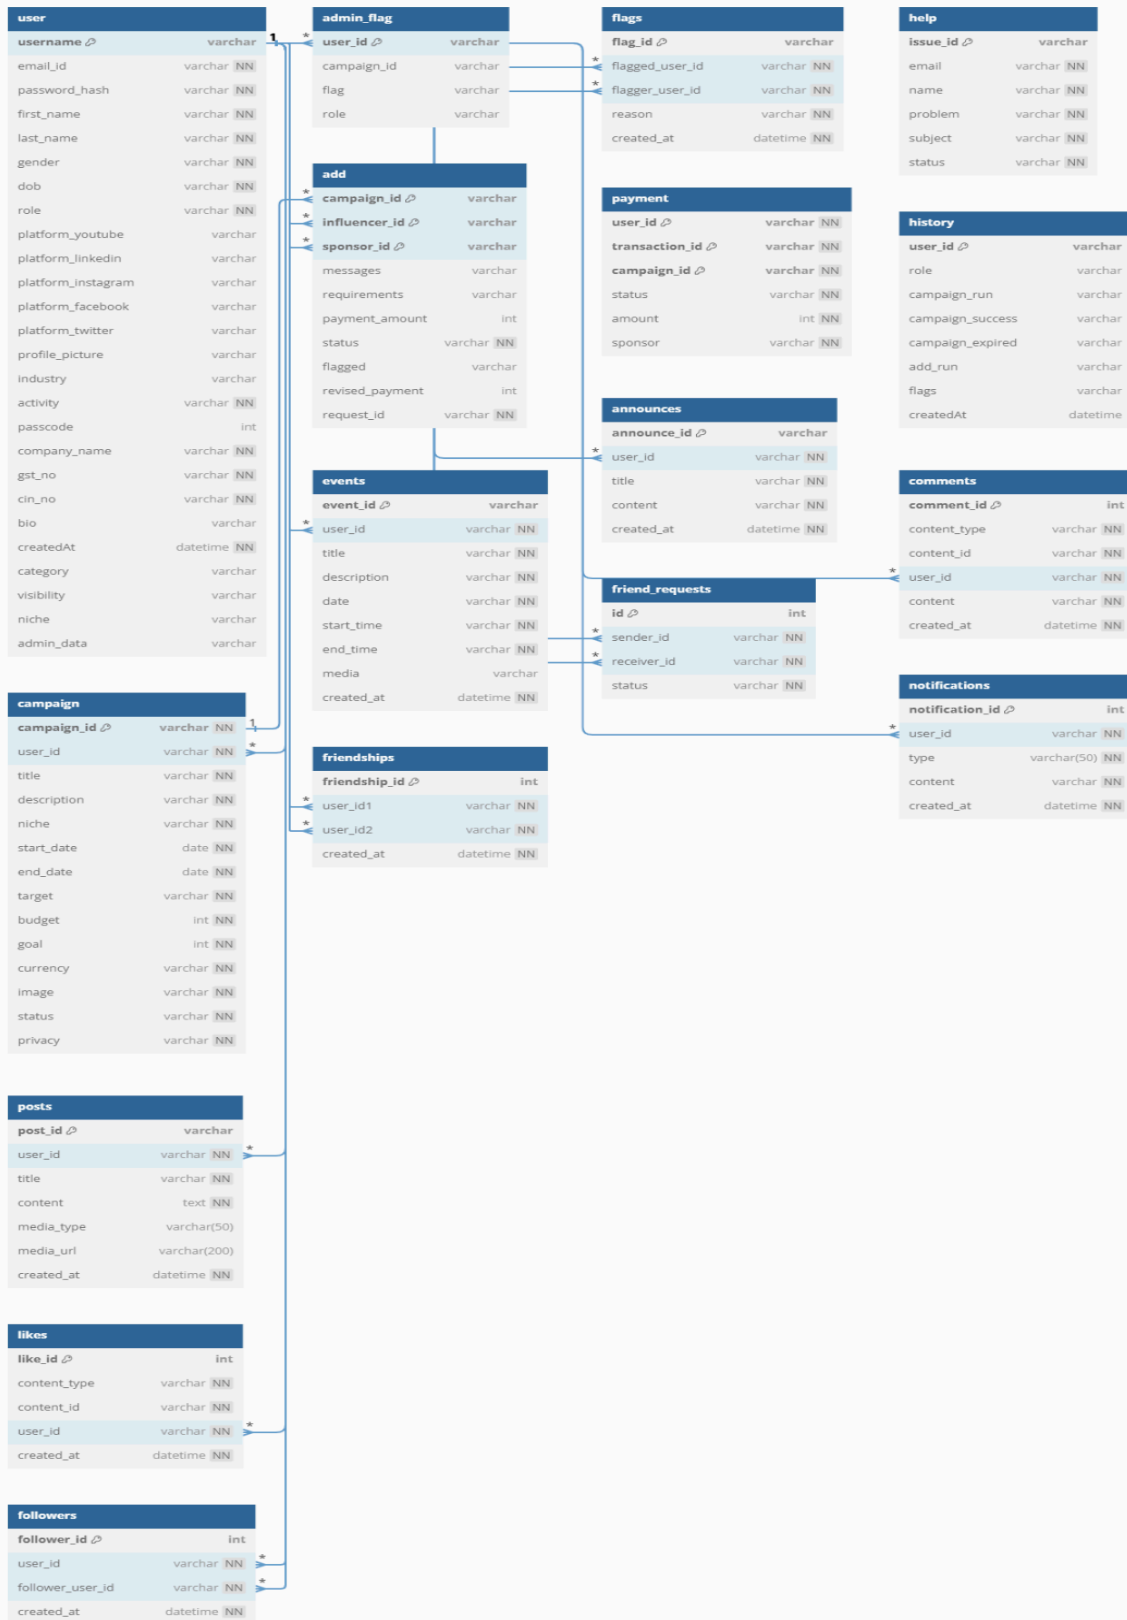 user
username varchar
email_id varchar NN
password_hash varchar NN
first_name varchar NN
last_name varchar NN
gender varchar NN
dob varchar NN
role varchar NN
platform_youtube varchar
platform_linkedin varchar
platform_instagram varchar
platform_facebook varchar
platform_twitter varchar
profile_picture varchar
industry varchar
activity varchar NN
passcode int
company_name varchar NN
gst_no varchar NN
cin_no varchar NN
bio varchar
createdAt datetime NN
category varchar
visibility varchar
niche varchar
admin_data varchar
1
campaign
campaign_id varchar NN
1
user_id varchar NN
*
title varchar NN
description varchar NN
niche varchar NN
start_date date NN
end_date date NN
target varchar NN
budget int NN
goal int NN
currency varchar NN
image varchar NN
status varchar NN
privacy varchar NN
posts
post_id varchar
user_id varchar NN
*
title varchar NN
content text NN
media_type varchar(50)
media_url varchar(200)
created_at datetime NN
likes
like_id int
content_type varchar NN
content_id varchar NN
user_id varchar NN
*
created_at datetime NN
followers
follower_id int
user_id varchar NN
*
follower_user_id varchar NN
*
created_at datetime NN
admin_flag
*
user_id varchar
campaign_id varchar
flag varchar
role varchar
add
*
campaign_id varchar
*
influencer_id varchar
*
sponsor_id varchar
messages varchar
requirements varchar
payment_amount int
status varchar NN
flagged varchar
revised_payment int
request_id varchar NN
events
event_id varchar
*
user_id varchar NN
title varchar NN
description varchar NN
date varchar NN
start_time varchar NN
end_time varchar NN
media varchar
created_at datetime NN
friendships
friendship_id int
*
user_id1 varchar NN
*
user_id2 varchar NN
created_at datetime NN
flags
flag_id varchar
*
flagged_user_id varchar NN
*
flagger_user_id varchar NN
reason varchar NN
created_at datetime NN
payment
user_id varchar NN
transaction_id varchar NN
campaign_id varchar NN
status varchar NN
amount int NN
sponsor varchar NN
announces
announce_id varchar
*
user_id varchar NN
title varchar NN
content varchar NN
created_at datetime NN
friend_requests
id int
*
sender_id varchar NN
*
receiver_id varchar NN
status varchar NN
help
issue_id varchar
email varchar NN
name varchar NN
problem varchar NN
subject varchar NN
status varchar NN
history
user_id varchar
role varchar
campaign_run varchar
campaign_success varchar
campaign_expired varchar
add_run varchar
flags varchar
createdAt datetime
comments
comment_id int
content_type varchar NN
content_id varchar NN
*
user_id varchar NN
content varchar NN
created_at datetime NN
notifications
notification_id int
*
user_id varchar NN
type varchar(50) NN
content varchar NN
created_at datetime NN